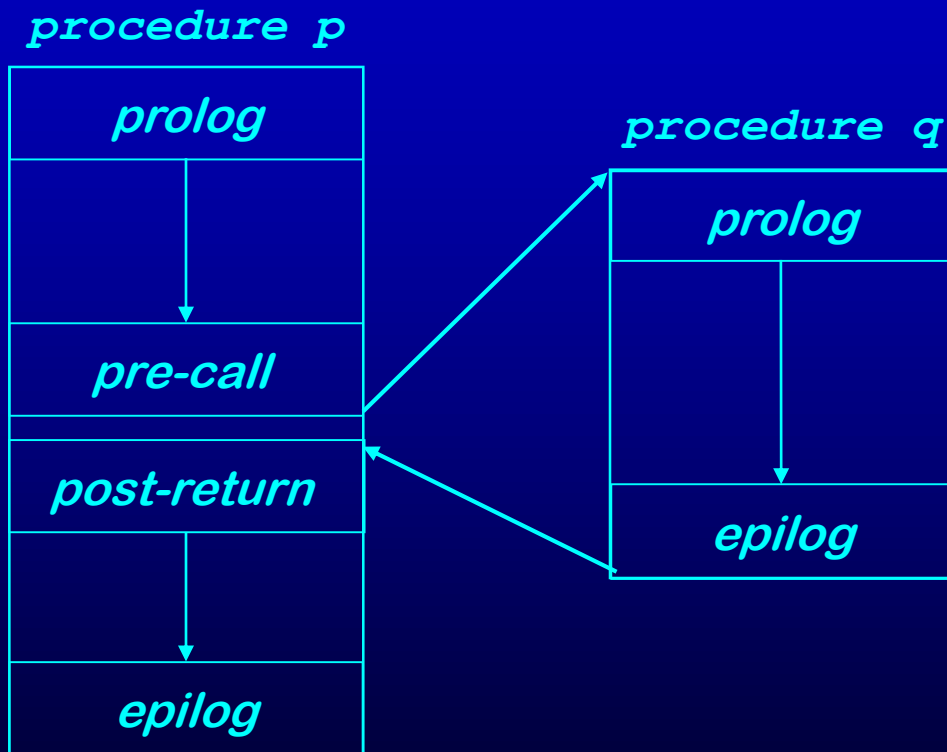 procedure p
prolog
pre-call
post-return
epilog
procedure q
prolog
epilog